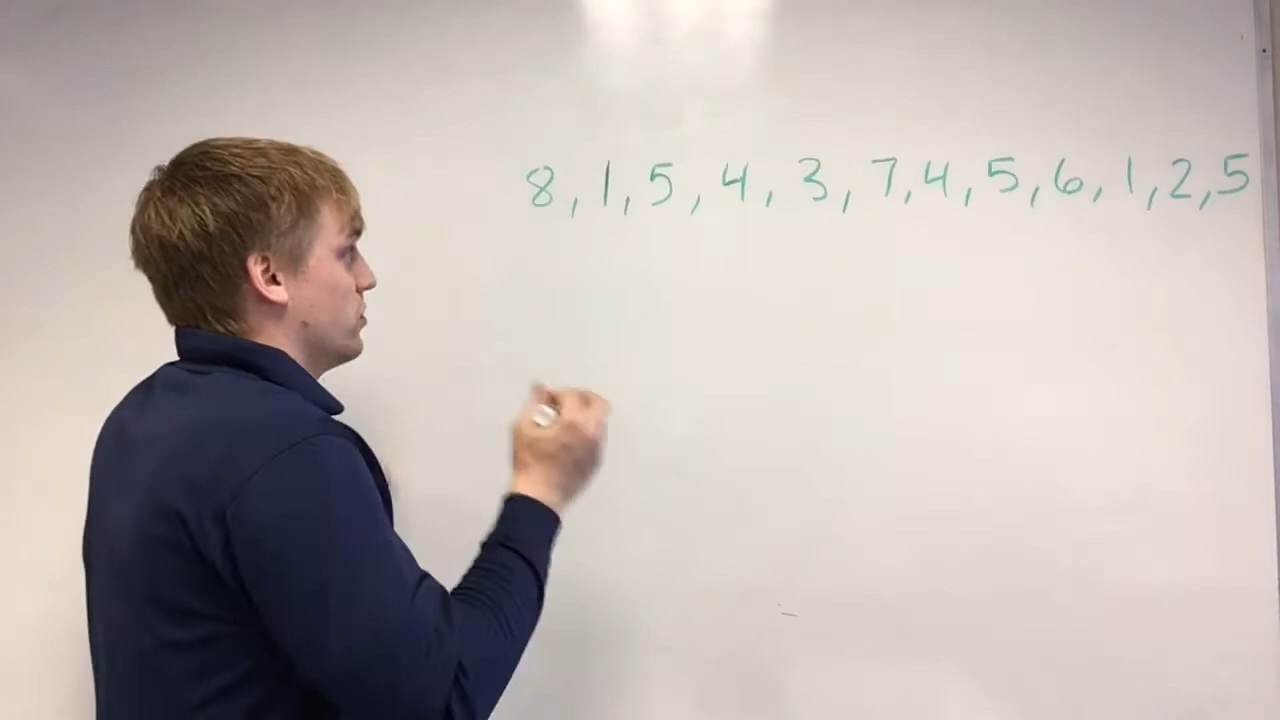 8, 1, 5, 4, 3, 7, 4, 5, 6, 1, 2, 5